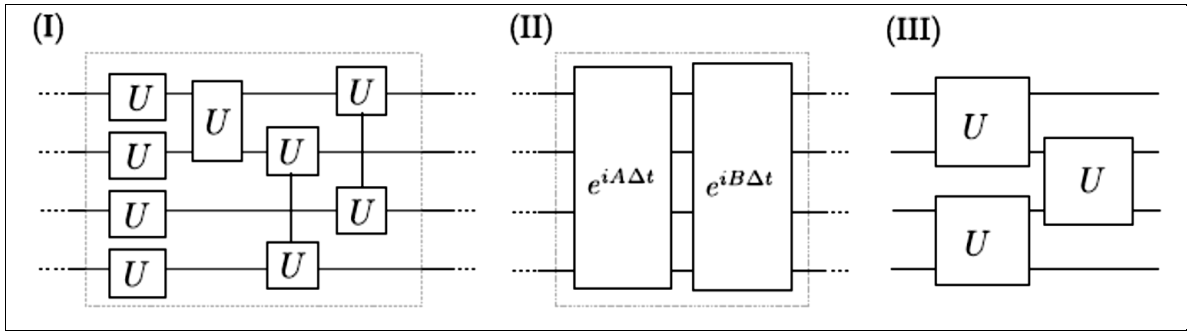 (I) (II) (III)
U U U U
U U U
U U
e^{iAΔt} e^{iBΔt} U
U U
U U U